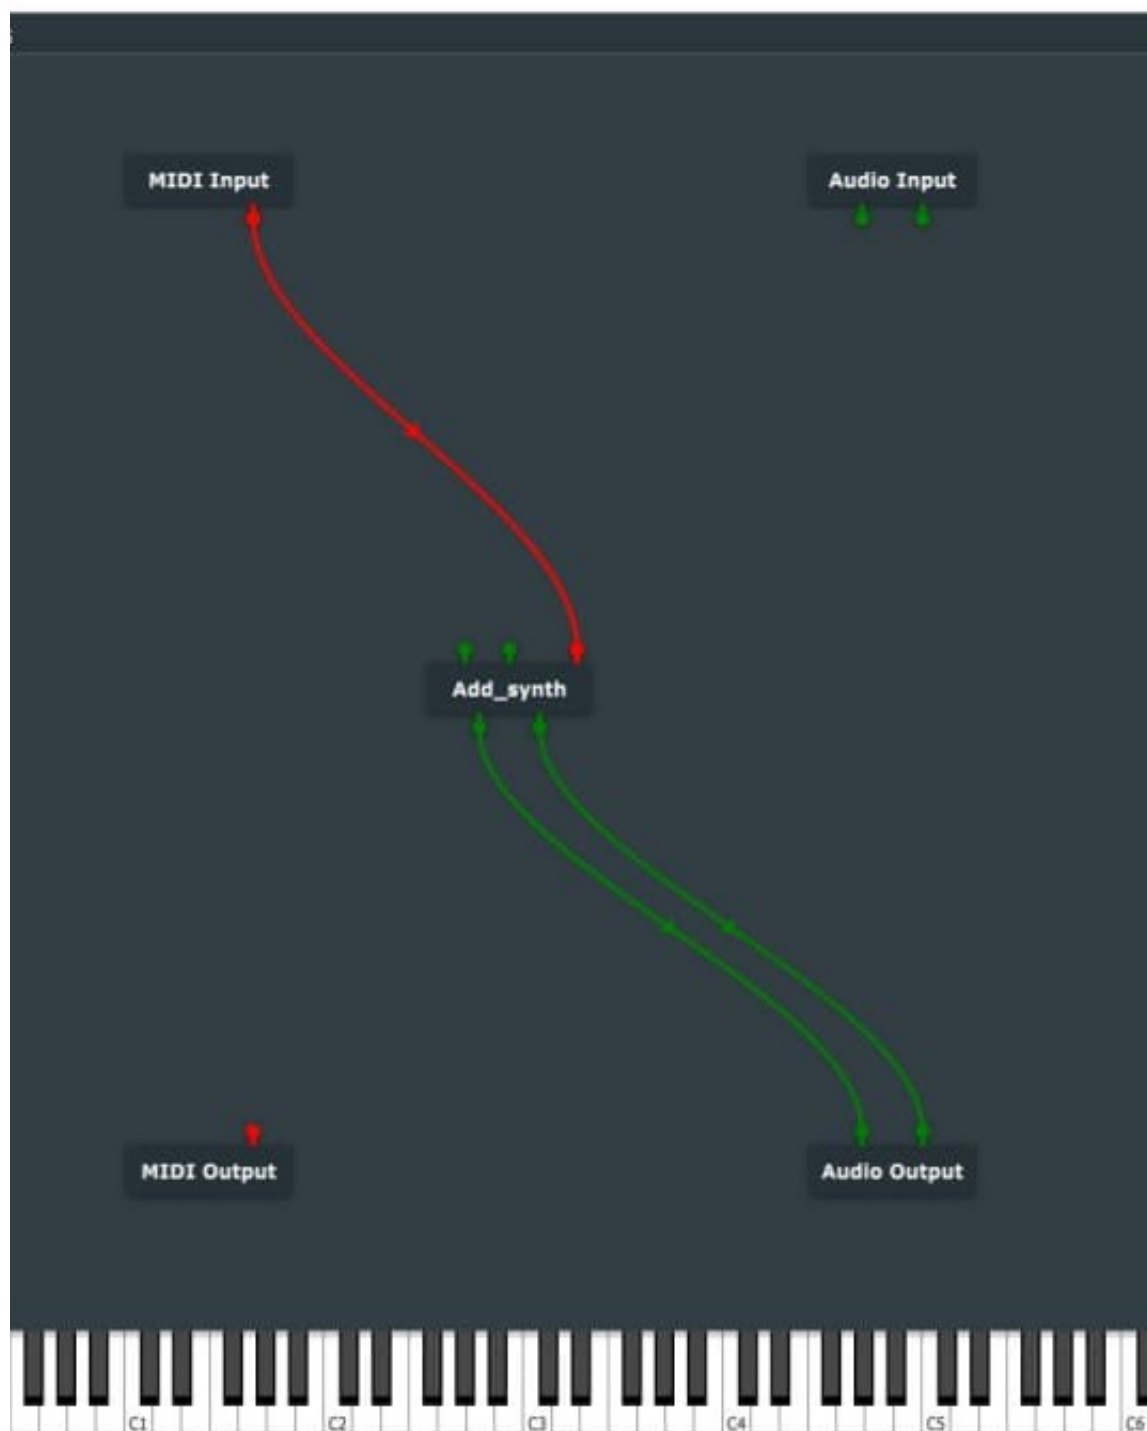 MIDI Input
Audio Input
Add_synth
MIDI Output
Audio Output
C1 C2 C3 C4 C5 C6